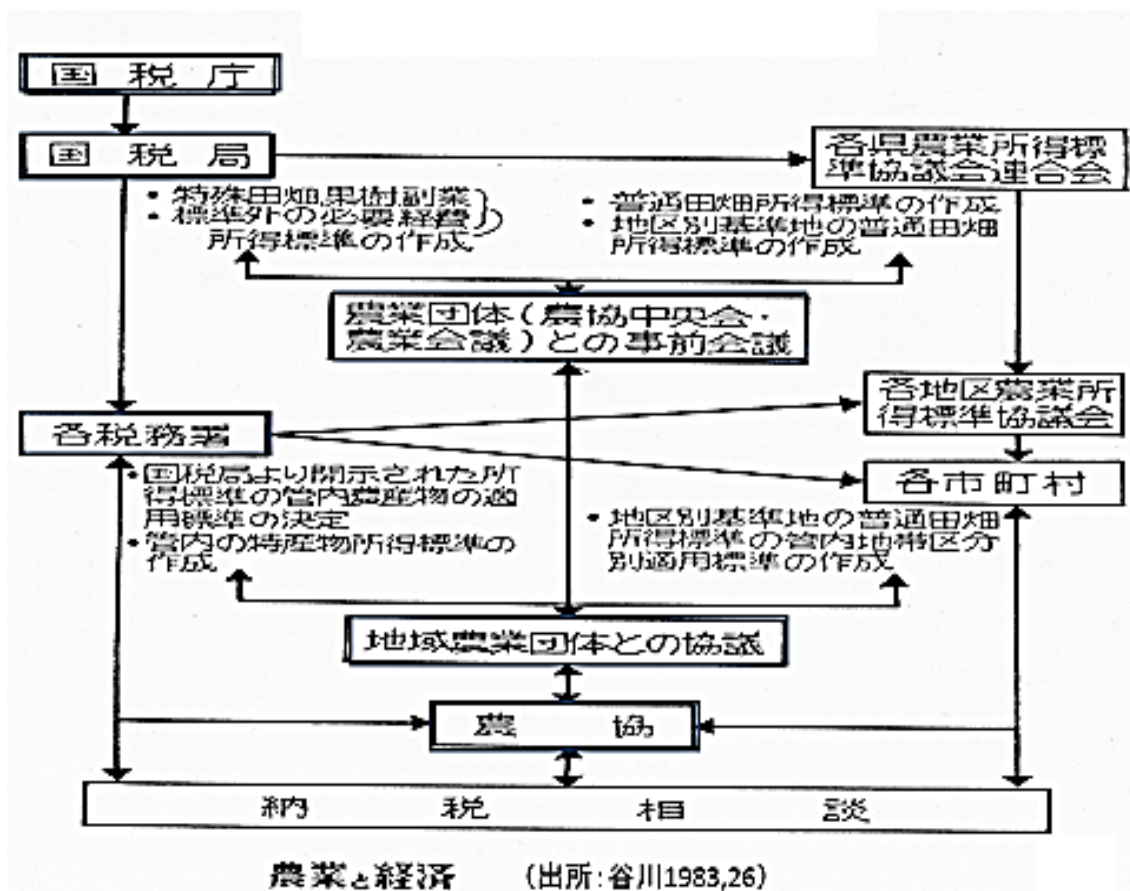 国税庁
国税局
各県農業所得標
準協議会連合会
・特殊田畑果樹副業
・標準外の必要経費
所得標準の作成
・普通田畑所得標準の作成
・地区別基準地の普通田畑
所得標準の作成
農業団体(農協中央会・
農業会議)との事前会議
各税務署
各地区農業所
得標準協議会
各市町村
・国税局より開示された所
得標準の管内農産物の適
用標準の決定
・管内の特産物所得標準の
作成
・地区別基準地の普通田畑
所得標準の管内地帯区分
別適用標準の作成
地域農業団体との協議
農協
納税相談
農業と経済 (出所:谷川1983,26)